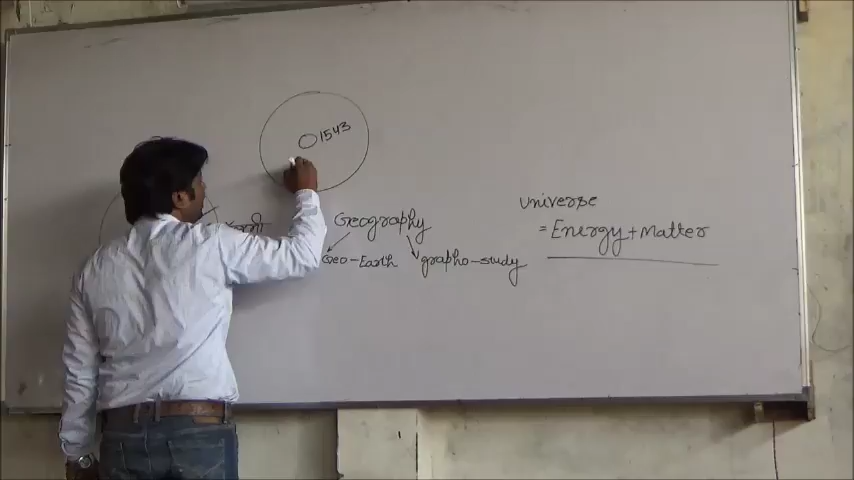 1543
Geography
Geo-Earth
grapho-study
Universe
= Energy+Matter